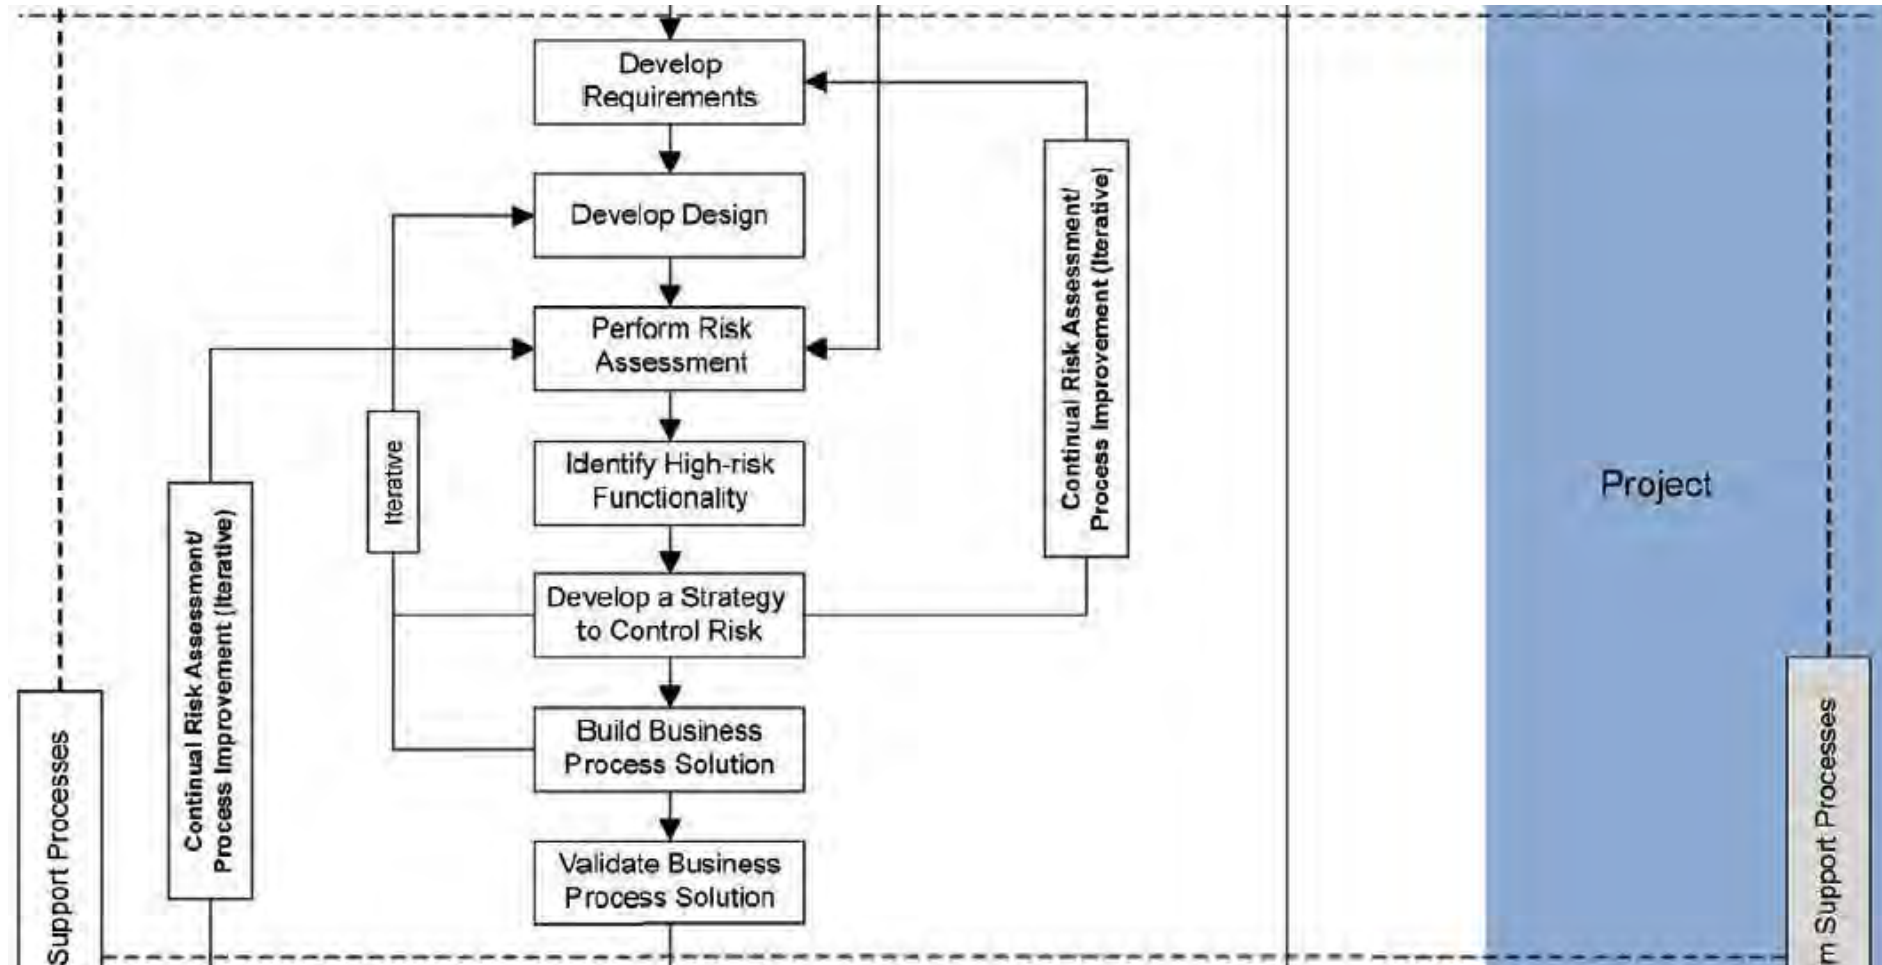 Develop
Requirements
Develop Design
Perform Risk
Assessment
Identify High-risk
Functionality
Develop a Strategy
to Control Risk
Build Business
Process Solution
Validate Business
Process Solution
Iterative
Continual Risk Assessment/
Process Improvement (Iterative)
Continual Risk Assessment/
Process Improvement (Iterative)
Support Processes
Project
m Support Processes